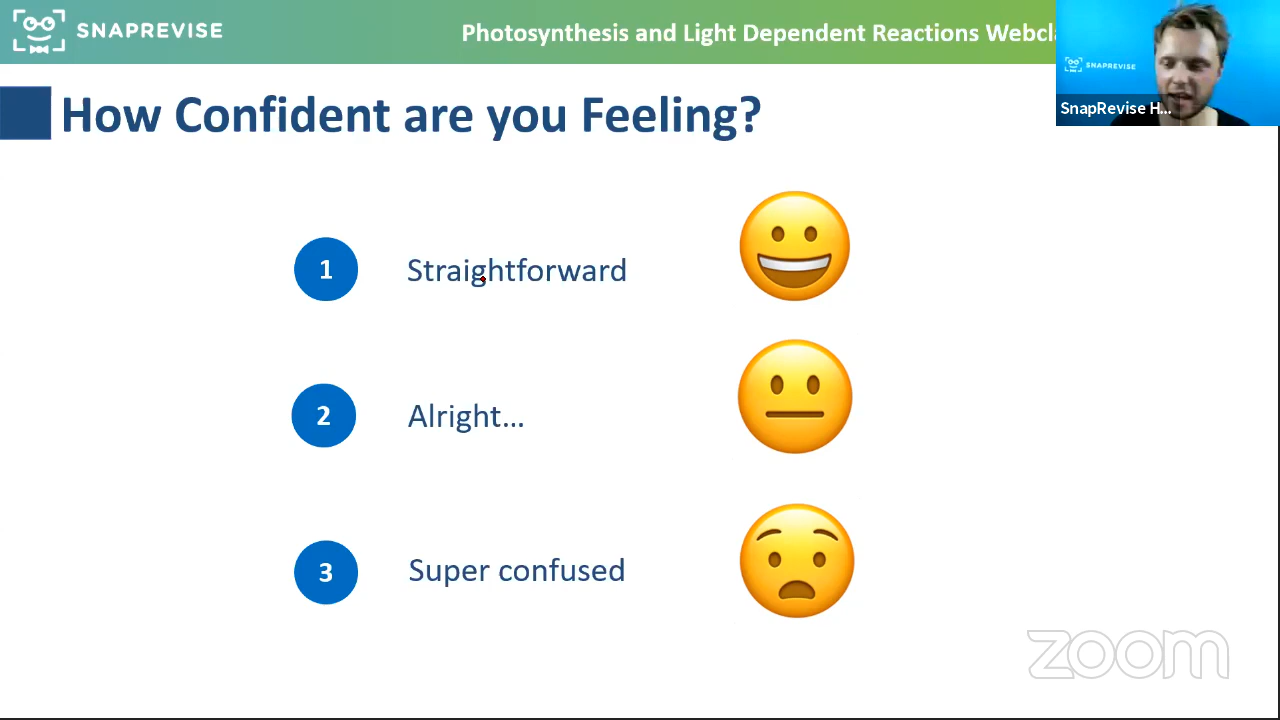 SNAPREVISE
Photosynthesis and Light Dependent Reactions Webcla
SNAPREVISE
SnapRevise H...
How Confident are you Feeling?
1 Straightforward
2 Alright...
3 Super confused
zoom